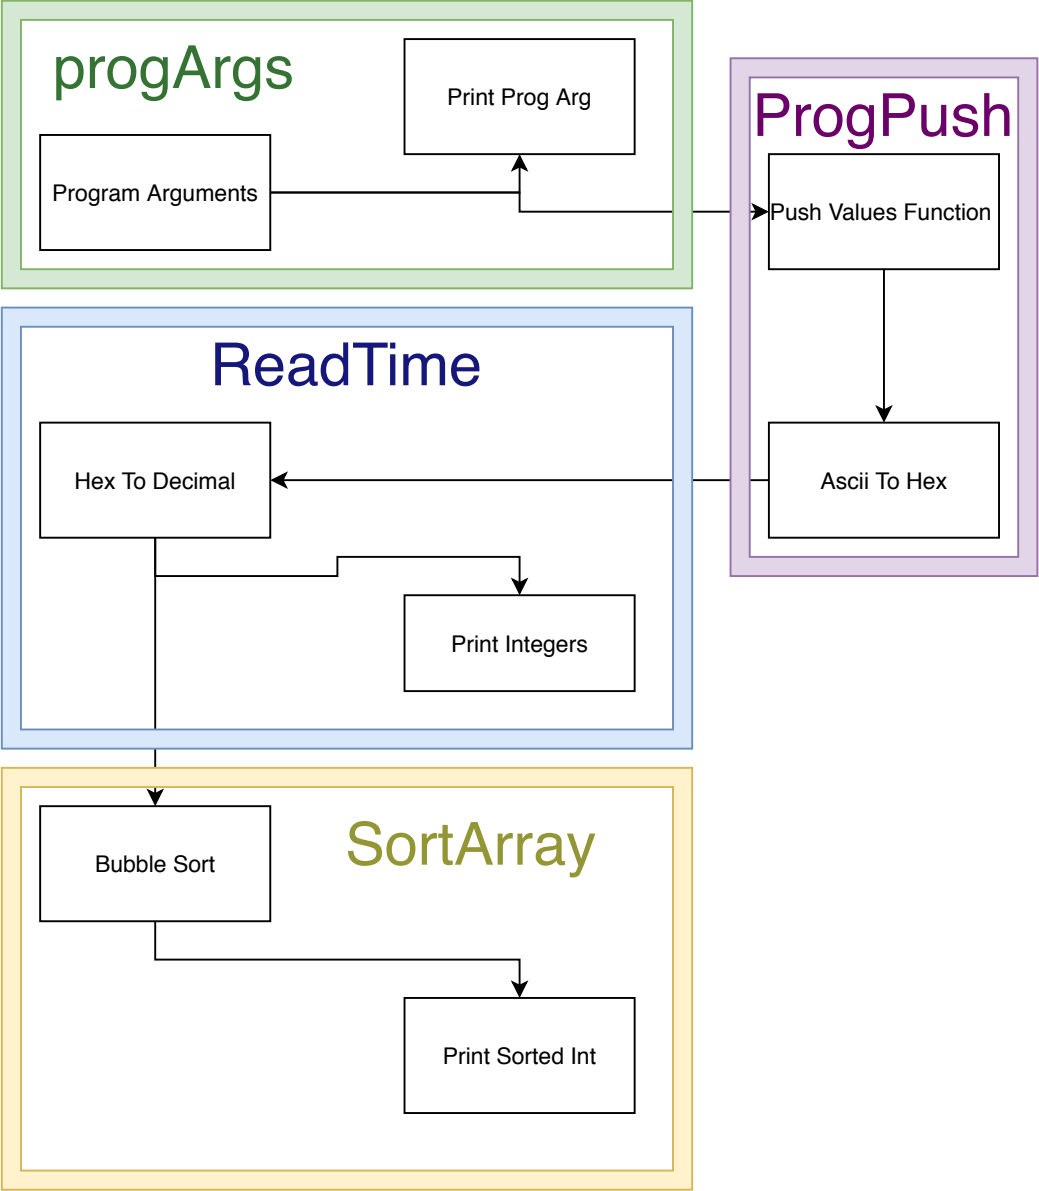 progArgs
Print Prog Arg
Program Arguments
ProgPush
Push Values Function
ReadTime
Hex To Decimal
Ascii To Hex
Print Integers
SortArray
Bubble Sort
Print Sorted Int